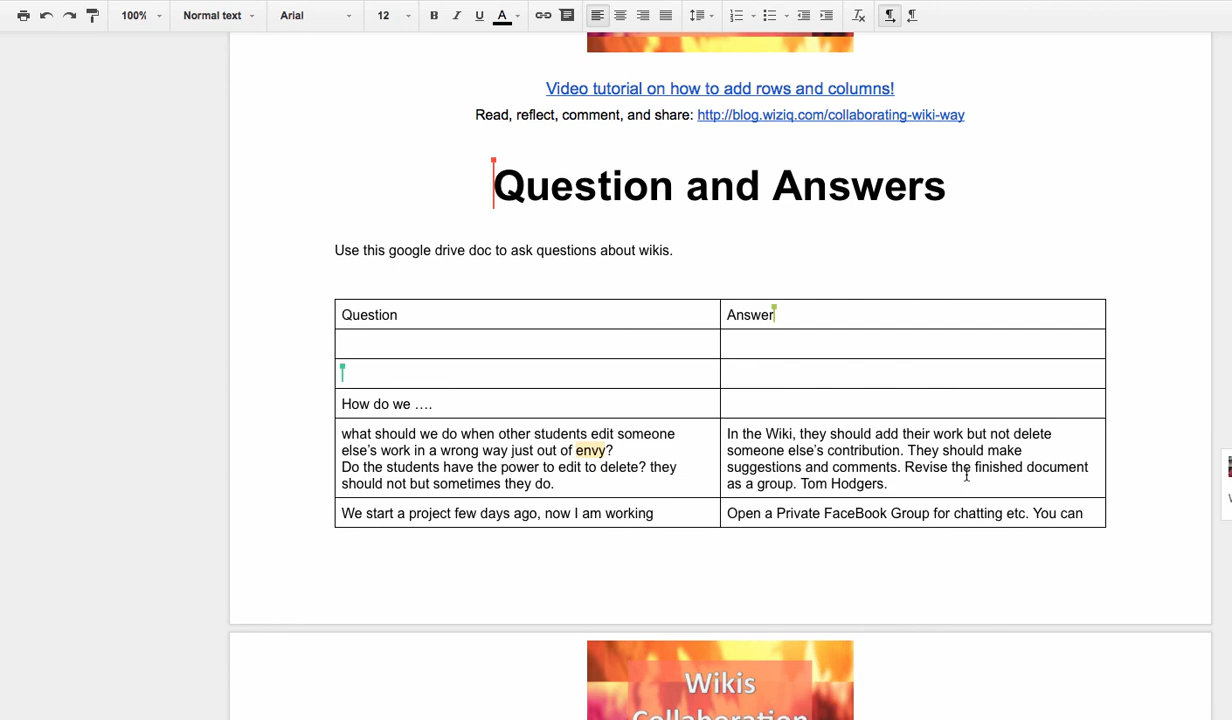 100% Normal text Arial 12 B I U A
Video tutorial on how to add rows and columns!
Read, reflect, comment, and share: http://blog.wiziq.com/collaborating-wiki-way
Question and Answers
Use this google drive doc to ask questions about wikis.
Question
Answer
How do we ….
what should we do when other students edit someone
else's work in a wrong way just out of envy?
Do the students have the power to edit to delete? they
should not but sometimes they do.
In the Wiki, they should add their work but not delete
someone else's contribution. They should make
suggestions and comments. Revise the finished document
as a group. Tom Hodgers.
We start a project few days ago, now I am working
Open a Private FaceBook Group for chatting etc. You can
Wikis
Collaboration